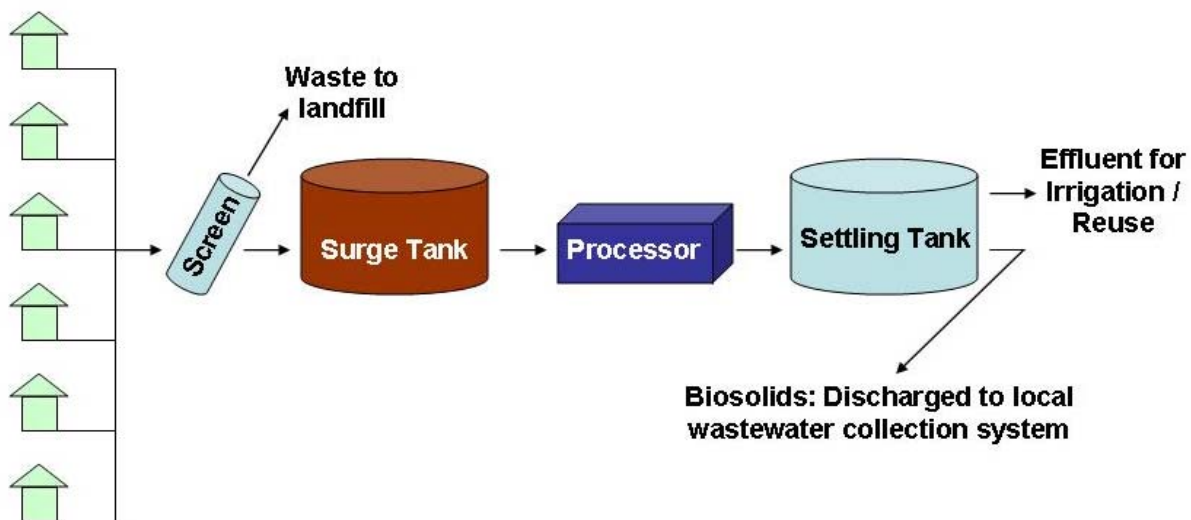 Waste to
landfill
Screen
Surge Tank
Processor
Settling Tank
Effluent for
Irrigation /
Reuse
Biosolids: Discharged to local
wastewater collection system